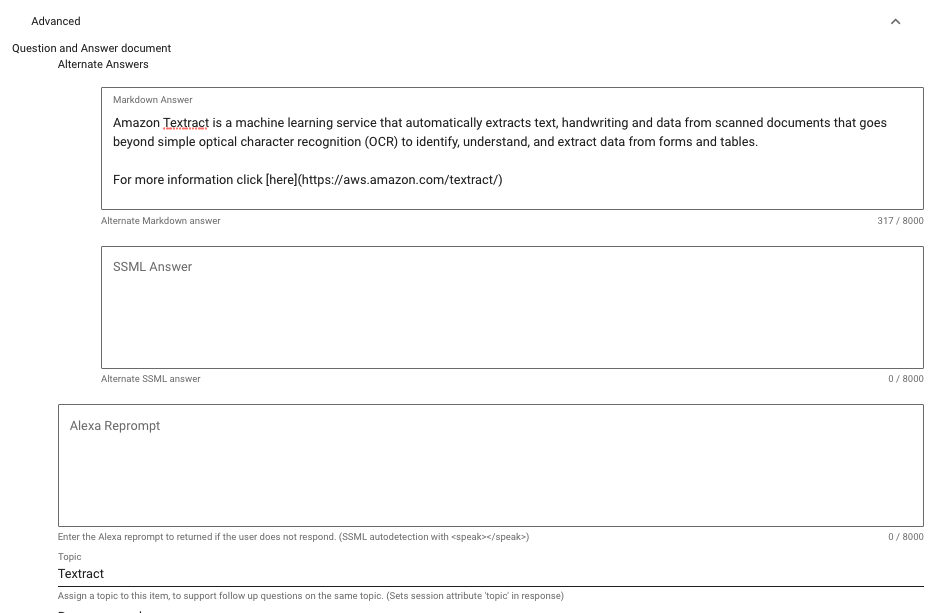 Advanced
Question and Answer document
Alternate Answers
Markdown Answer
Amazon Textract is a machine learning service that automatically extracts text, handwriting and data from scanned documents that goes
beyond simple optical character recognition (OCR) to identify, understand, and extract data from forms and tables.
For more information click [here](https://aws.amazon.com/textract/)
Alternate Markdown answer
317 / 8000
SSML Answer
Alternate SSML answer
0 / 8000
Alexa Reprompt
Enter the Alexa reprompt to returned if the user does not respond. (SSML autodetection with <speak></speak>)
0 / 8000
Topic
Textract
Assign a topic to this item, to support follow up questions on the same topic. (Sets session attribute 'topic' in response)